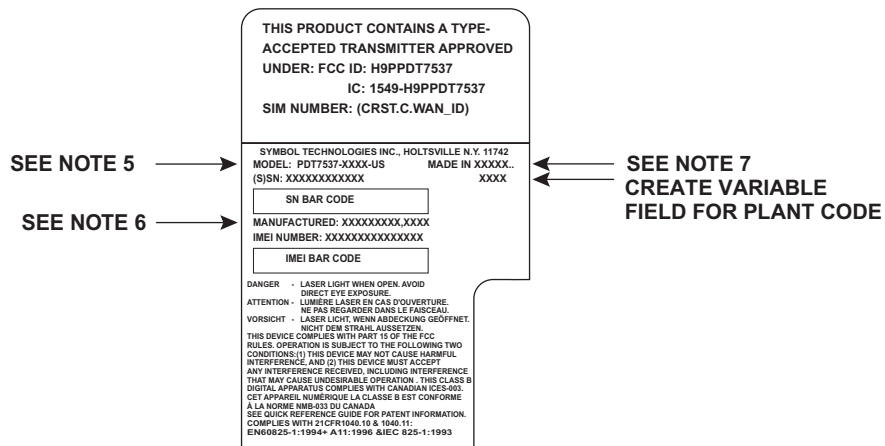 THIS PRODUCT CONTAINS A TYPE-
ACCEPTED TRANSMITTER APPROVED
UNDER: FCC ID: H9PPDT7537
IC: 1549-H9PPDT7537
SIM NUMBER: (CRST.C.WAN_ID)
SYMBOL TECHNOLOGIES INC., HOLTSVILLE N.Y. 11742
SEE NOTE 5
MODEL: PDT7537-XXXX-US MADE IN XXXXX..
SEE NOTE 7
(S)SN: XXXXXXXXXXXX XXXX
CREATE VARIABLE
FIELD FOR PLANT CODE
SN BAR CODE
SEE NOTE 6
MANUFACTURED: XXXXXXXXX,XXXX
IMEI NUMBER: XXXXXXXXXXXXXXX
IMEI BAR CODE
DANGER - LASER LIGHT WHEN OPEN. AVOID
DIRECT EYE EXPOSURE.
ATTENTION - LUMIÈRE LASER EN CAS D'OUVERTURE.
NE PAS REGARDER DANS LE FAISCEAU.
VORSICHT - LASER LICHT, WENN ABDECKUNG GEÖFFNET.
NICHT DEM STRAHL AUSSETZEN.
THIS DEVICE COMPLIES WITH PART 15 OF THE FCC
RULES. OPERATION IS SUBJECT TO THE FOLLOWING TWO
CONDITIONS:(1) THIS DEVICE MAY NOT CAUSE HARMFUL
INTERFERENCE, AND (2) THIS DEVICE MUST ACCEPT
ANY INTERFERENCE RECEIVED, INCLUDING INTERFERENCE
THAT MAY CAUSE UNDESIRABLE OPERATION . THIS CLASS B
DIGITAL APPARATUS COMPLIES WITH CANADIAN ICES-003.
CET APPAREIL NUMÉRIQUE LA CLASSE B EST CONFORME
À LA NORME NMB-033 DU CANADA
SEE QUICK REFERENCE GUIDE FOR PATENT INFORMATION.
COMPLIES WITH 21CFR1040.10 & 1040.11:
EN60825-1:1994+ A11:1996 &IEC 825-1:1993